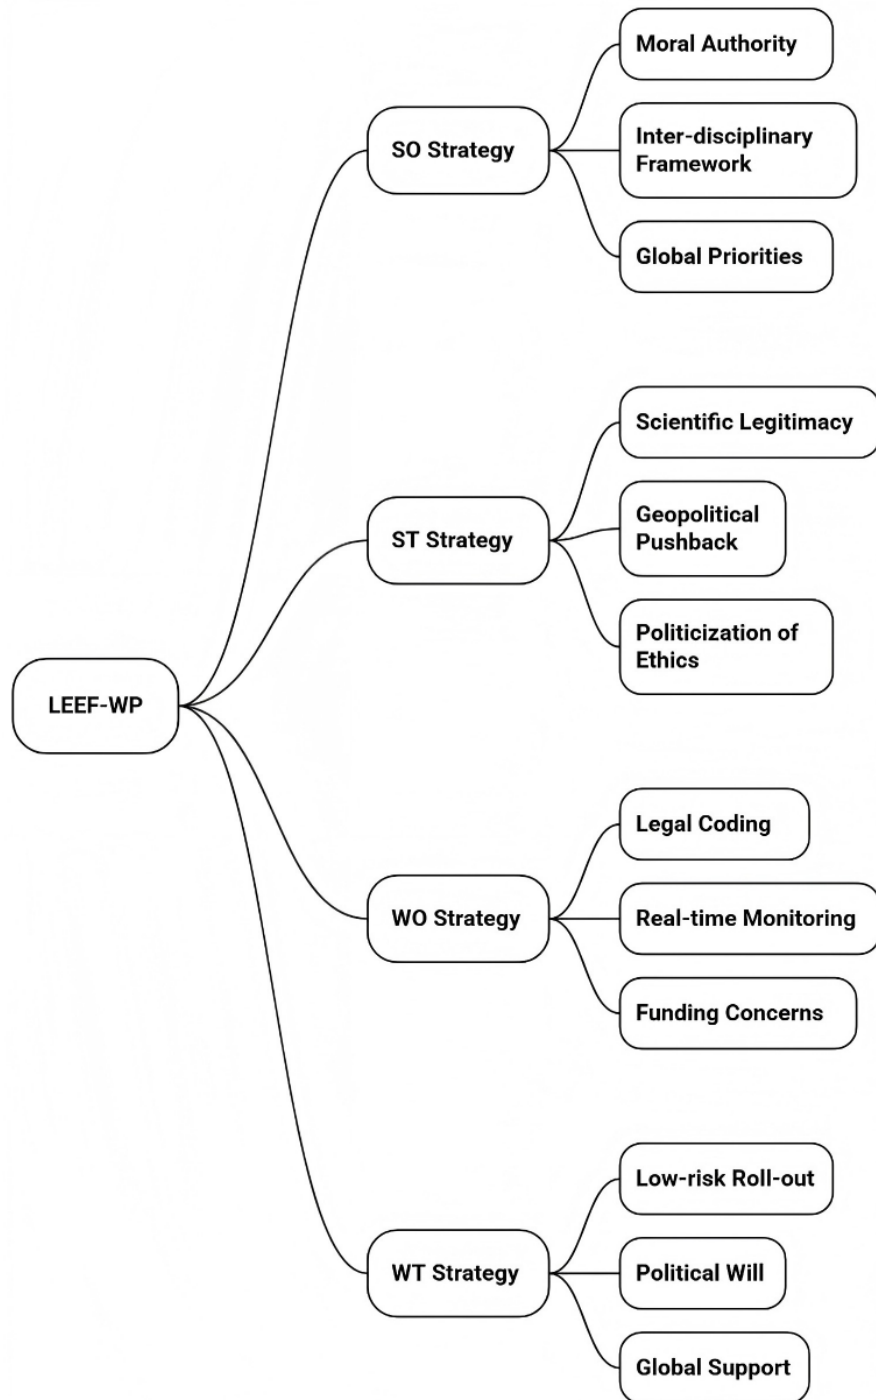 LEEF-WP
SO Strategy
Moral Authority
Inter-disciplinary
Framework
Global Priorities
ST Strategy
Scientific Legitimacy
Geopolitical
Pushback
Politicization of
Ethics
WO Strategy
Legal Coding
Real-time Monitoring
Funding Concerns
WT Strategy
Low-risk Roll-out
Political Will
Global Support